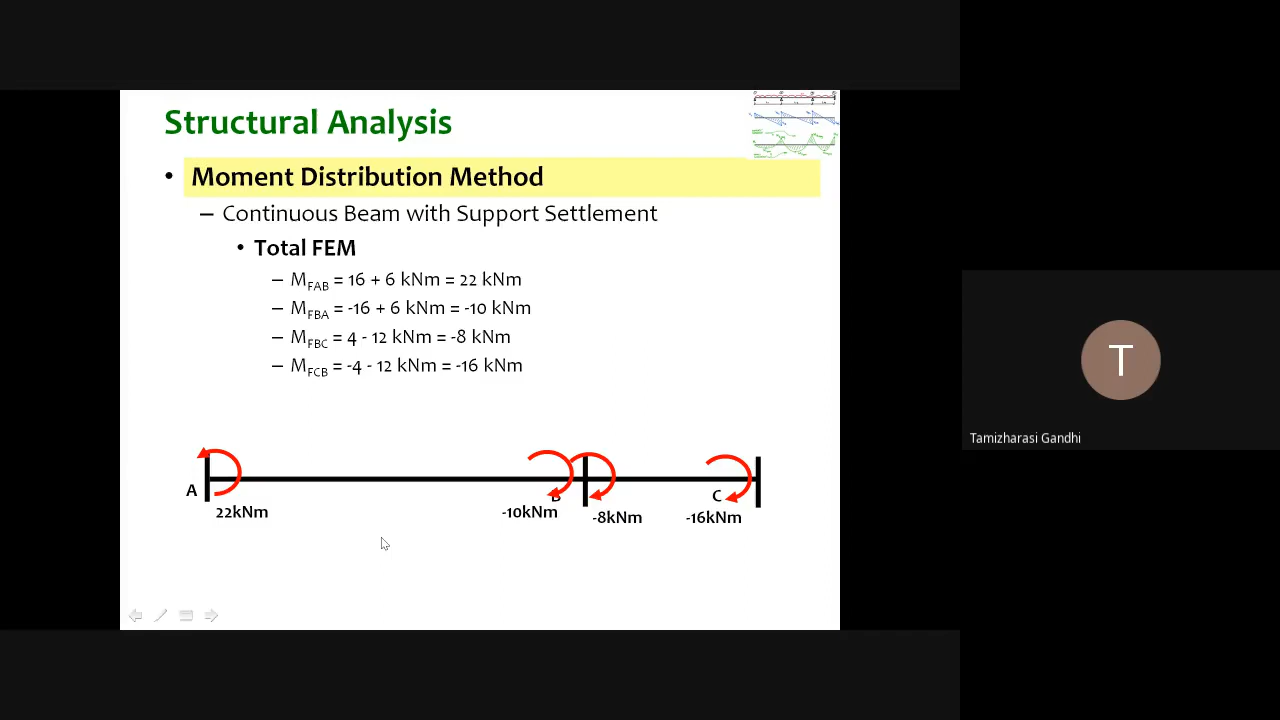 Structural Analysis
• Moment Distribution Method
– Continuous Beam with Support Settlement
• Total FEM
– MFAB = 16 + 6 kNm = 22 kNm
– MFBA = -16 + 6 kNm = -10 kNm
– MFBC = 4 - 12 kNm = -8 kNm
– MFCB = -4 - 12 kNm = -16 kNm
A B C
22kNm -10kNm -8kNm -16kNm
T
Tamizharasi Gandhi